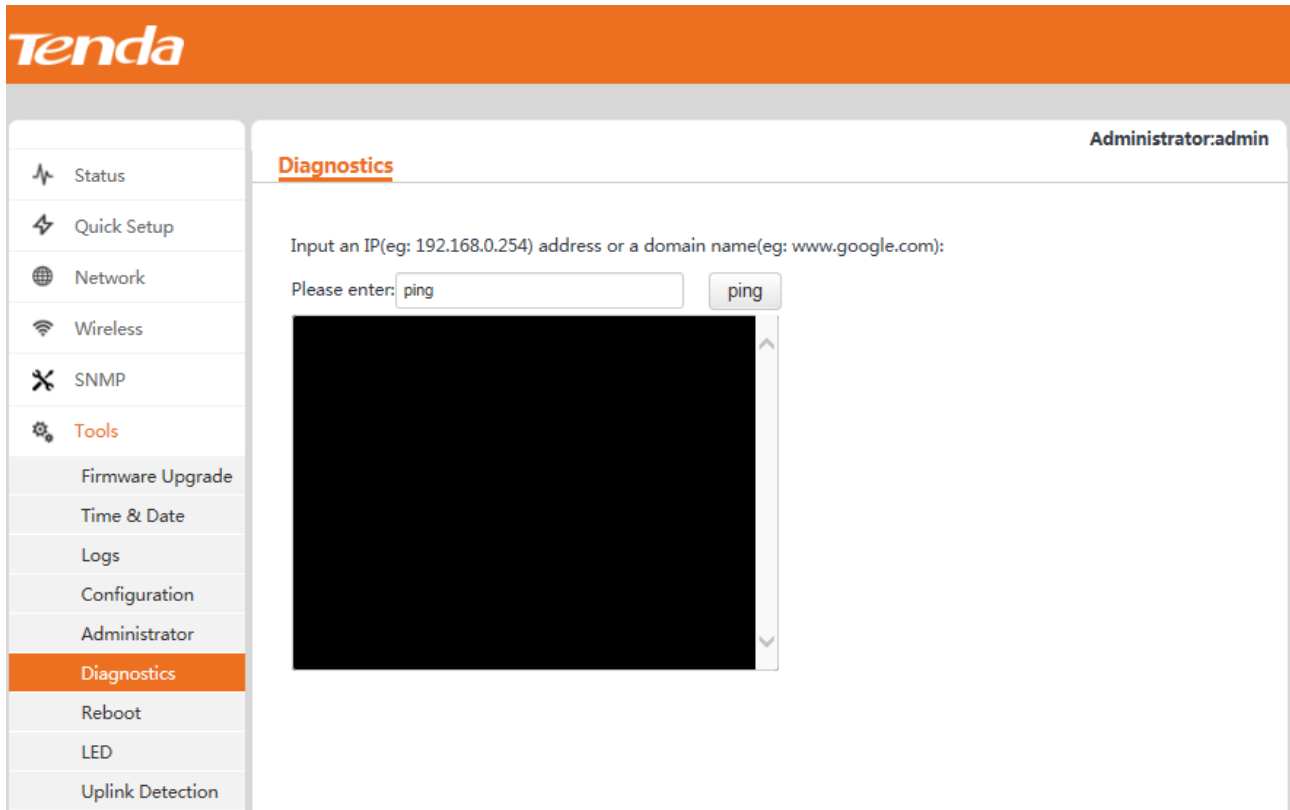 Tenda
Administrator:admin
Diagnostics
Status
Quick Setup
Network
Wireless
SNMP
Tools
Firmware Upgrade
Time & Date
Logs
Configuration
Administrator
Diagnostics
Reboot
LED
Uplink Detection
Input an IP(eg: 192.168.0.254) address or a domain name(eg: www.google.com):
Please enter: ping ping